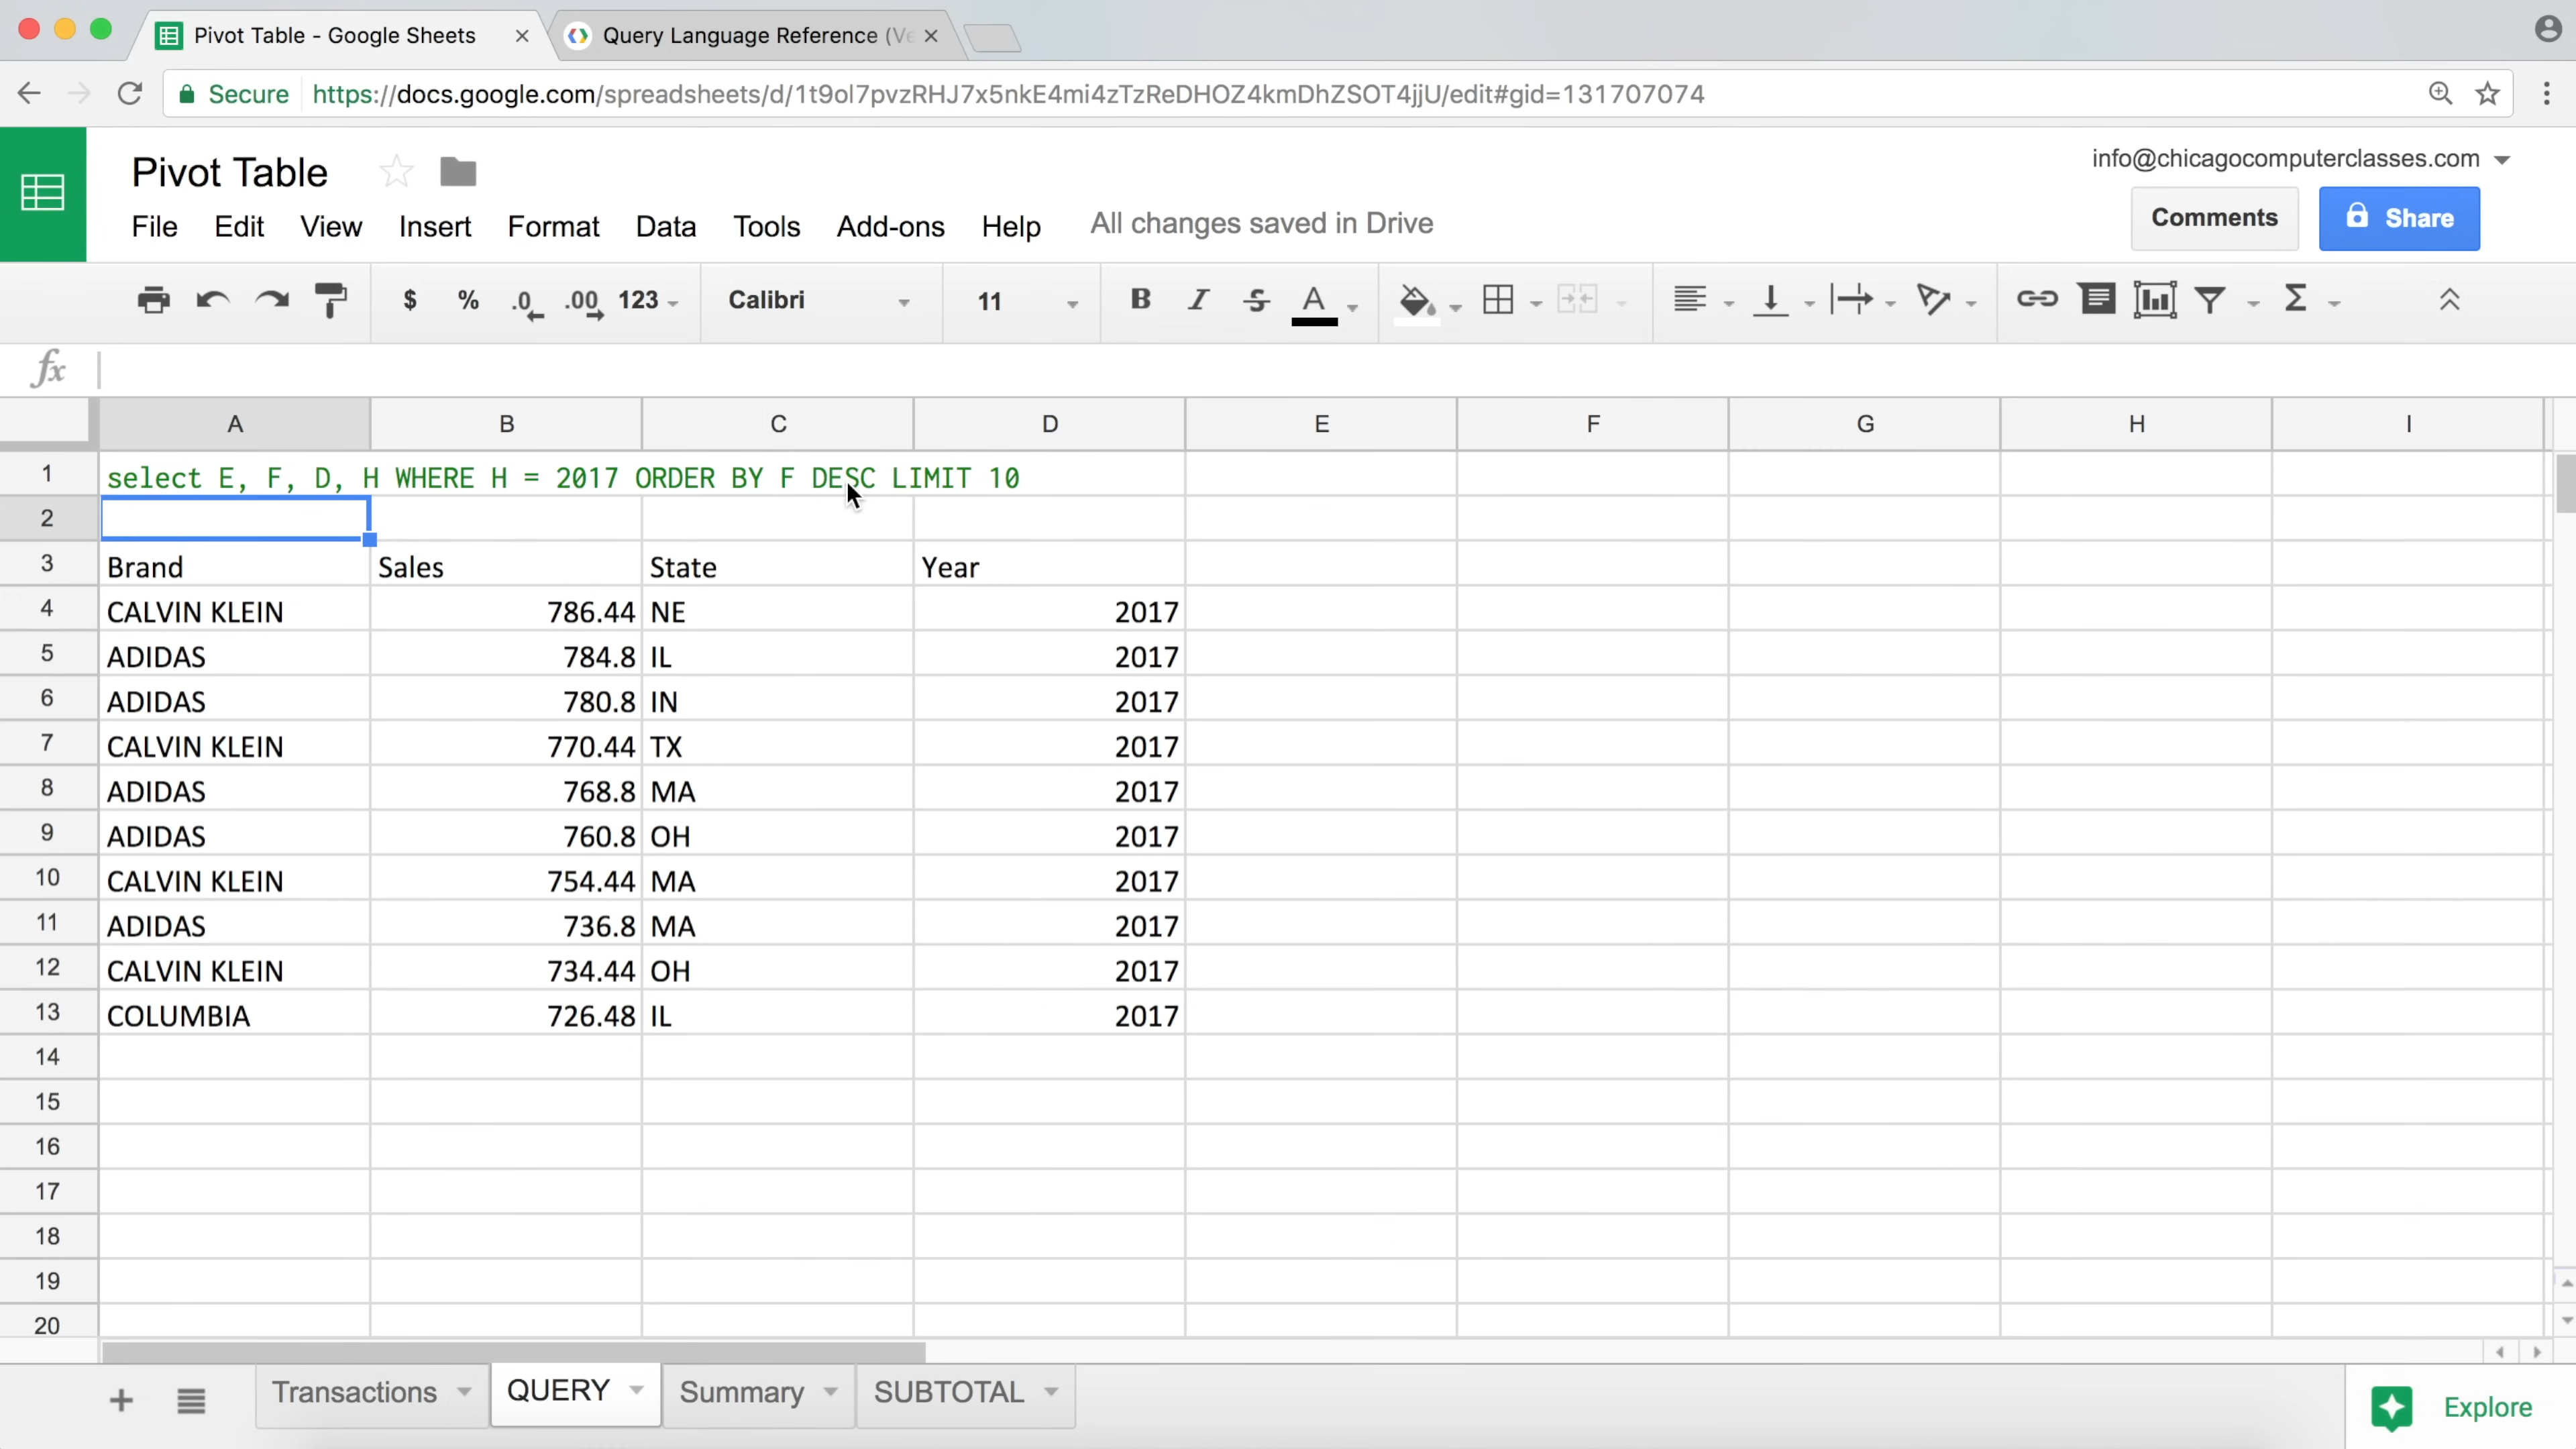 Pivot Table - Google Sheets
Query Language Reference (Ve
Secure https://docs.google.com/spreadsheets/d/1t9ol7pvzRHJ7x5nkE4mi4zTzReDHOZ4kmDhZSOT4jjU/edit#gid=131707074
Pivot Table
info@chicagocomputerclasses.com
File Edit View Insert Format Data Tools Add-ons Help All changes saved in Drive
Comments Share
$ % .0 .00 123 Calibri 11 B I S A Σ
fx
A B C D E F G H I
1 select E, F, D, H WHERE H = 2017 ORDER BY F DESC LIMIT 10
2
3 Brand Sales State Year
4 CALVIN KLEIN 786.44 NE 2017
5 ADIDAS 784.8 IL 2017
6 ADIDAS 780.8 IN 2017
7 CALVIN KLEIN 770.44 TX 2017
8 ADIDAS 768.8 MA 2017
9 ADIDAS 760.8 OH 2017
10 CALVIN KLEIN 754.44 MA 2017
11 ADIDAS 736.8 MA 2017
12 CALVIN KLEIN 734.44 OH 2017
13 COLUMBIA 726.48 IL 2017
14
15
16
17
18
19
20
Transactions QUERY Summary SUBTOTAL Explore